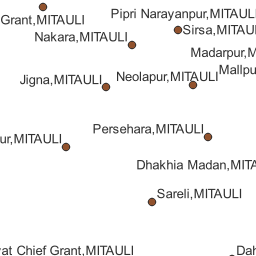 Pipri Narayanpur,MITAULI
Grant,MITAULI
Sirsa,MITAULI
Nakara,MITAULI
Madarpur,M
Mallpu
Neolapur,MITAULI
Jigna,MITAULI
Persehara,MITAULI
ur,MITAULI
Dhakhia Madan,MITA
Sareli,MITAULI
at Chief Grant,MITAULI
Dah